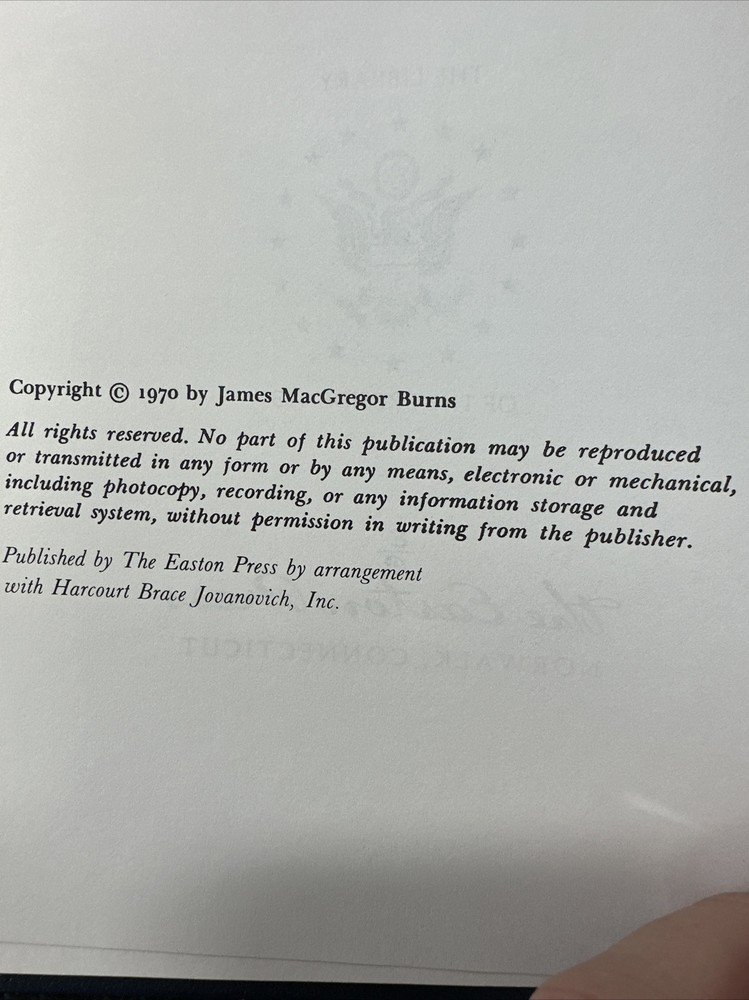 Copyright © 1970 by James MacGregor Burns
All rights reserved. No part of this publication may be reproduced
or transmitted in any form or by any means, electronic or mechanical,
including photocopy, recording, or any information storage and
retrieval system, without permission in writing from the publisher.
Published by The Easton Press by arrangement
with Harcourt Brace Jovanovich, Inc.